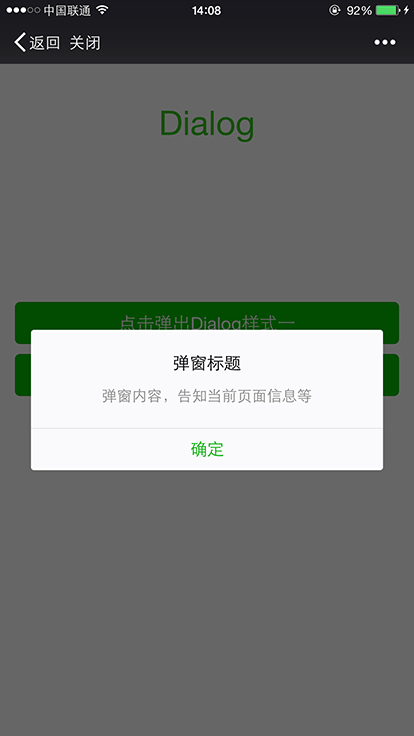 中国联通 14:08 92%
返回 关闭
Dialog
点击弹出Dialog样式一
弹窗标题
弹窗内容，告知当前页面信息等
确定